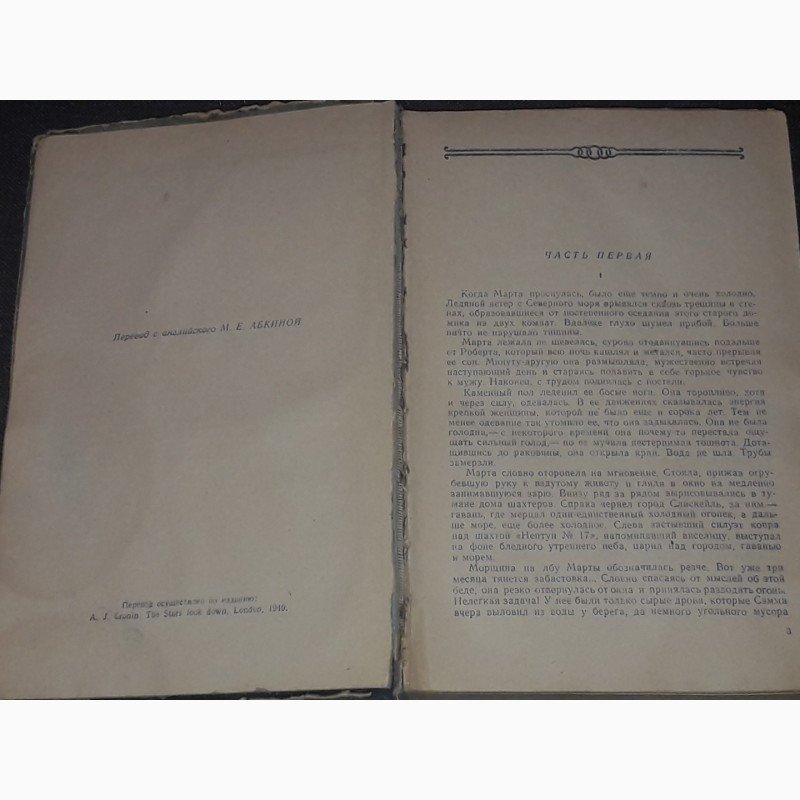 Перевод с английского М. Е. АБКИНОЙ
Перевод осуществлен по изданию:
A. J. Cronin. The Stars look down, London, 1940.
ЧАСТЬ ПЕРВАЯ
1
Когда Марта проснулась, было еще темно и очень холодно.
Ледяной ветер с Северного моря врывался сквозь трещины в сте-
нах, образовавшиеся от постепенного оседания этого старого до-
мика из двух комнат. Вдалеке глухо шумел прибой. Больше
ничто не нарушало тишины.
Марта лежала не шевелясь, сурово отодвинувшись подальше
от Роберта, который всю ночь кашлял и метался, часто прерывая
ее сон. Минуту-другую она размышляла, мужественно встречая
наступающий день и стараясь подавить в себе горькое чувство
к мужу. Наконец, с трудом поднялась с постели.
Каменный пол леденил ее босые ноги. Она торопливо, хотя
и через силу, одевалась. В ее движениях сказывалась энергия
крепкой женщины, которой не было еще и сорока лет. Тем не
менее одевание так утомило ее, что она задыхалась. Она не была
голодна,— с некоторого времени она почему-то перестала ощу-
щать сильный голод,— но ее мучила нестерпимая тошнота. Дота-
щившись до раковины, она открыла кран. Вода не шла. Трубы
замерзли.
Марта словно оторопела на мгновение. Стояла, прижав огру-
бевшую руку к вздутому животу и глядя в окно на медленно
занимавшуюся зарю. Внизу ряд за рядом вырисовывались в ту-
мане дома шахтеров. Справа чернел город Слискейль, за ним —
гавань, где мерцал один-единственный холодный огонек, а даль-
ше море, еще более холодное. Слева застывший силуэт копра
над шахтой «Нептун № 17», напоминавший виселицу, выступал
на фоне бледного утреннего неба, царил над городом, гаванью
и морем.
Морщина на лбу Марты обозначилась резче. Вот уже три
месяца тянется забастовка... Словно спасаясь от мыслей об этой
беде, она резко отвернулась от окна и принялась разводить огонь.
Нелегкая задача! У нее были только сырые дрова, которые Сэмми
вчера выловил из воды у берега, да немного угольного мусора
3